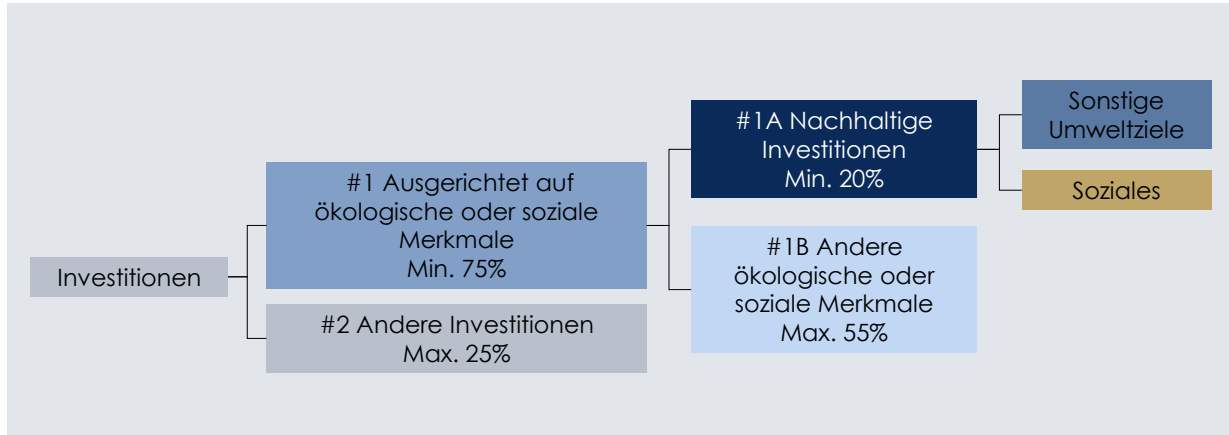 Investitionen
#1 Ausgerichtet auf
ökologische oder soziale
Merkmale
Min. 75%
#2 Andere Investitionen
Max. 25%
#1A Nachhaltige
Investitionen
Min. 20%
#1B Andere
ökologische oder
soziale Merkmale
Max. 55%
Sonstige
Umweltziele
Soziales